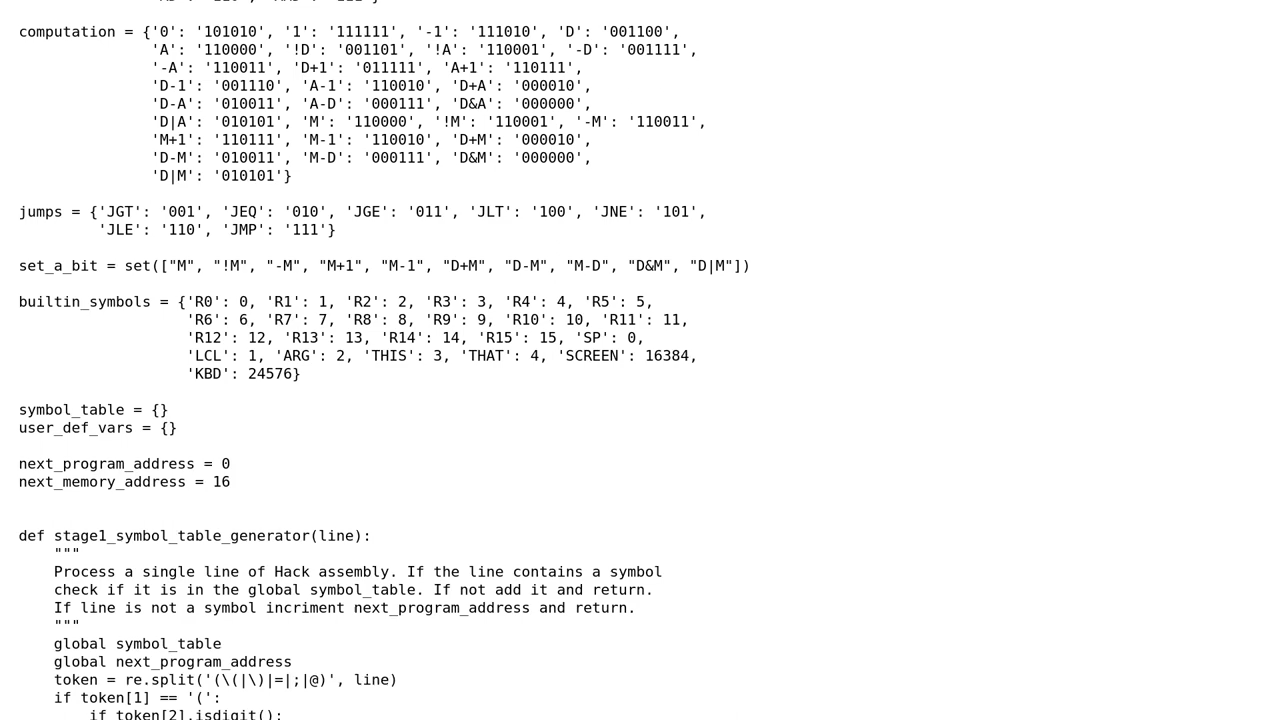 computation = {'0': '101010', '1': '111111', '-1': '111010', 'D': '001100',
               'A': '110000', '!D': '001101', '!A': '110001', '-D': '001111',
               '-A': '110011', 'D+1': '011111', 'A+1': '110111',
               'D-1': '001110', 'A-1': '110010', 'D+A': '000010',
               'D-A': '010011', 'A-D': '000111', 'D&A': '000000',
               'D|A': '010101', 'M': '110000', '!M': '110001', '-M': '110011',
               'M+1': '110111', 'M-1': '110010', 'D+M': '000010',
               'D-M': '010011', 'M-D': '000111', 'D&M': '000000',
               'D|M': '010101'}

jumps = {'JGT': '001', 'JEQ': '010', 'JGE': '011', 'JLT': '100', 'JNE': '101',
         'JLE': '110', 'JMP': '111'}

set_a_bit = set(["M", "!M", "-M", "M+1", "M-1", "D+M", "D-M", "M-D", "D&M", "D|M"])

builtin_symbols = {'R0': 0, 'R1': 1, 'R2': 2, 'R3': 3, 'R4': 4, 'R5': 5,
                   'R6': 6, 'R7': 7, 'R8': 8, 'R9': 9, 'R10': 10, 'R11': 11,
                   'R12': 12, 'R13': 13, 'R14': 14, 'R15': 15, 'SP': 0,
                   'LCL': 1, 'ARG': 2, 'THIS': 3, 'THAT': 4, 'SCREEN': 16384,
                   'KBD': 24576}

symbol_table = {}
user_def_vars = {}

next_program_address = 0
next_memory_address = 16


def stage1_symbol_table_generator(line):
    """
    Process a single line of Hack assembly. If the line contains a symbol
    check if it is in the global symbol_table. If not add it and return.
    If line is not a symbol incriment next_program_address and return.
    """
    global symbol_table
    global next_program_address
    token = re.split('(\(|\)|=|;|@)', line)
    if token[1] == '(':
        if token[2].isdigit():